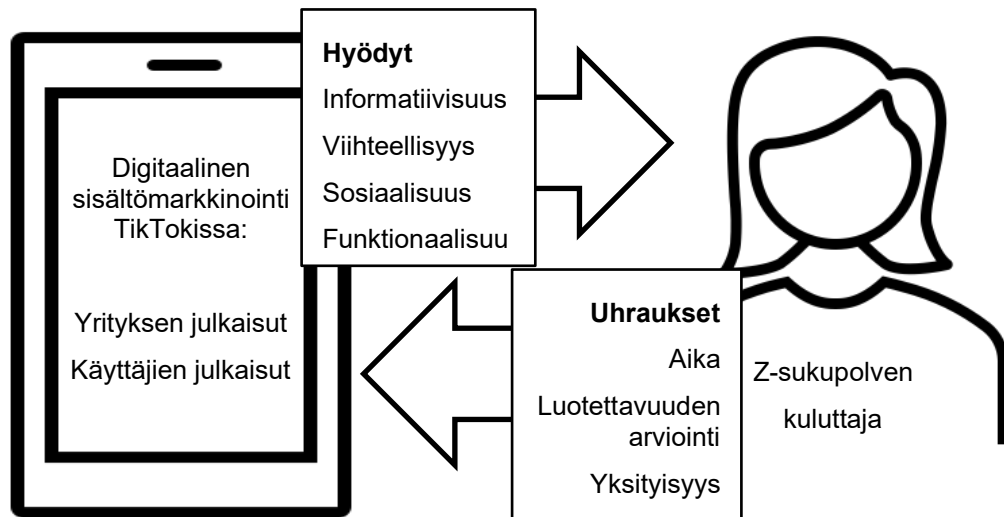 Digitaalinen
sisältömarkkinointi
TikTokissa:
Yrityksen julkaisut
Käyttäjien julkaisut
Hyödyt
Informatiivisuus
Viihteellisyys
Sosiaalisuus
Funktionaalisuu
Uhraukset
Aika
Luotettavuuden
arviointi
Yksityisyys
Z-sukupolven
kuluttaja